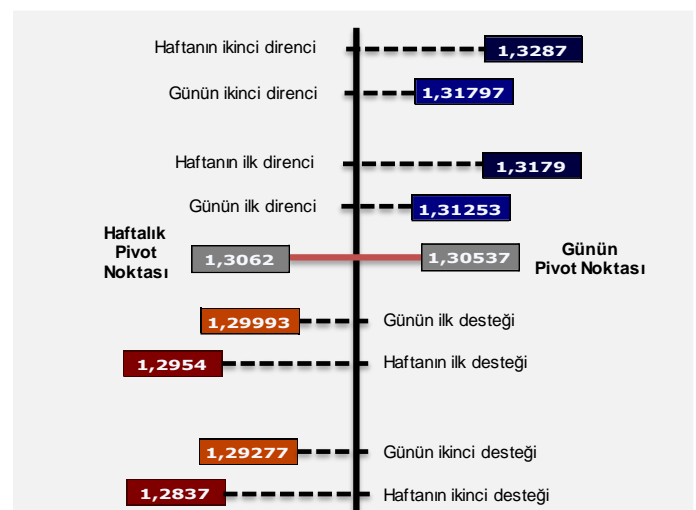 Haftanın ikinci direnci
1,3287
Günün ikinci direnci
1,31797
Haftanın ilk direnci
1,3179
Günün ilk direnci
1,31253
Haftalık
Pivot
Noktası
1,3062
1,30537
Günün
Pivot Noktası
1,29993
Günün ilk desteği
1,2954
Haftanın ilk desteği
1,29277
Günün ikinci desteği
1,2837
Haftanın ikinci desteği